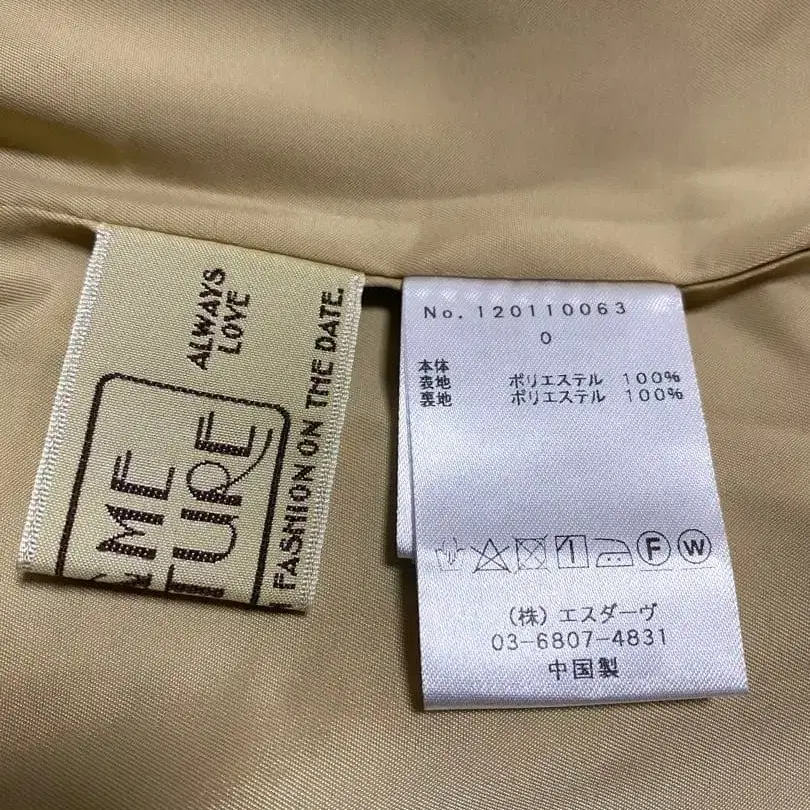 ALWAYS
LOVE
FASHION ON THE DATE.
No. 120110063
0
本体
表地 ポリエステル 100%
裏地 ポリエステル 100%
F W
(株) エスダーヴ
03-6807-4831
中国製